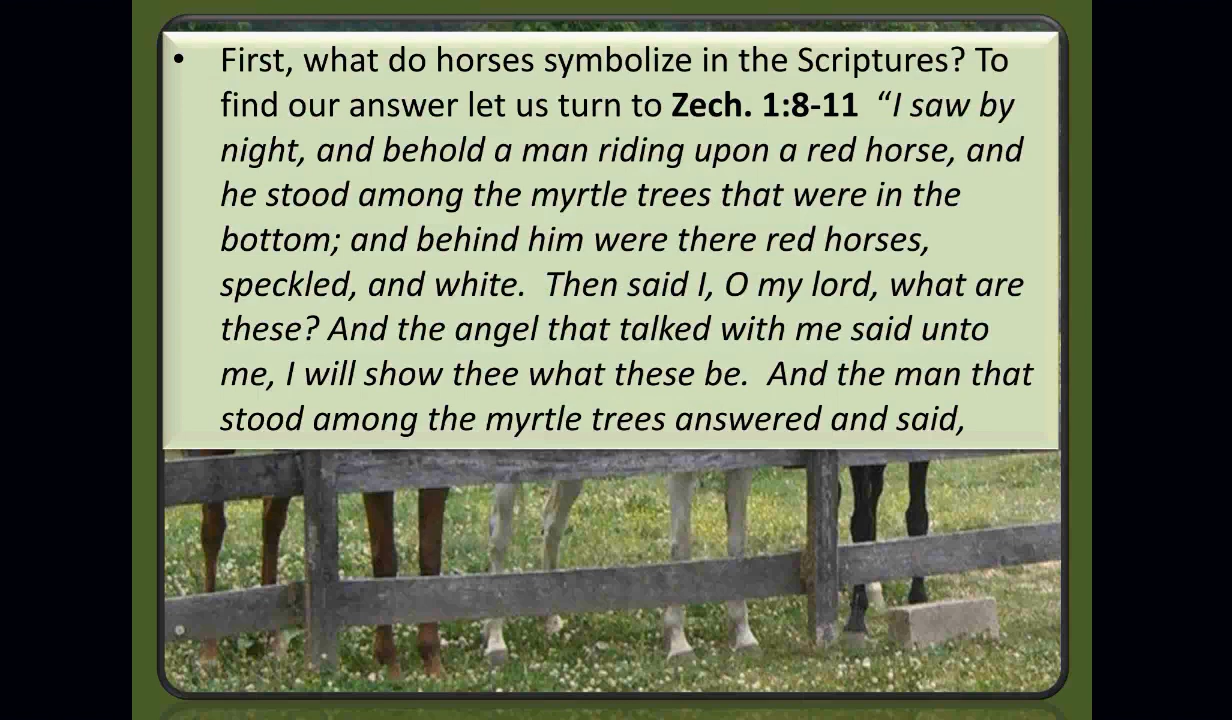 • First, what do horses symbolize in the Scriptures? To
find our answer let us turn to Zech. 1:8-11 “I saw by
night, and behold a man riding upon a red horse, and
he stood among the myrtle trees that were in the
bottom; and behind him were there red horses,
speckled, and white. Then said I, O my lord, what are
these? And the angel that talked with me said unto
me, I will show thee what these be. And the man that
stood among the myrtle trees answered and said,